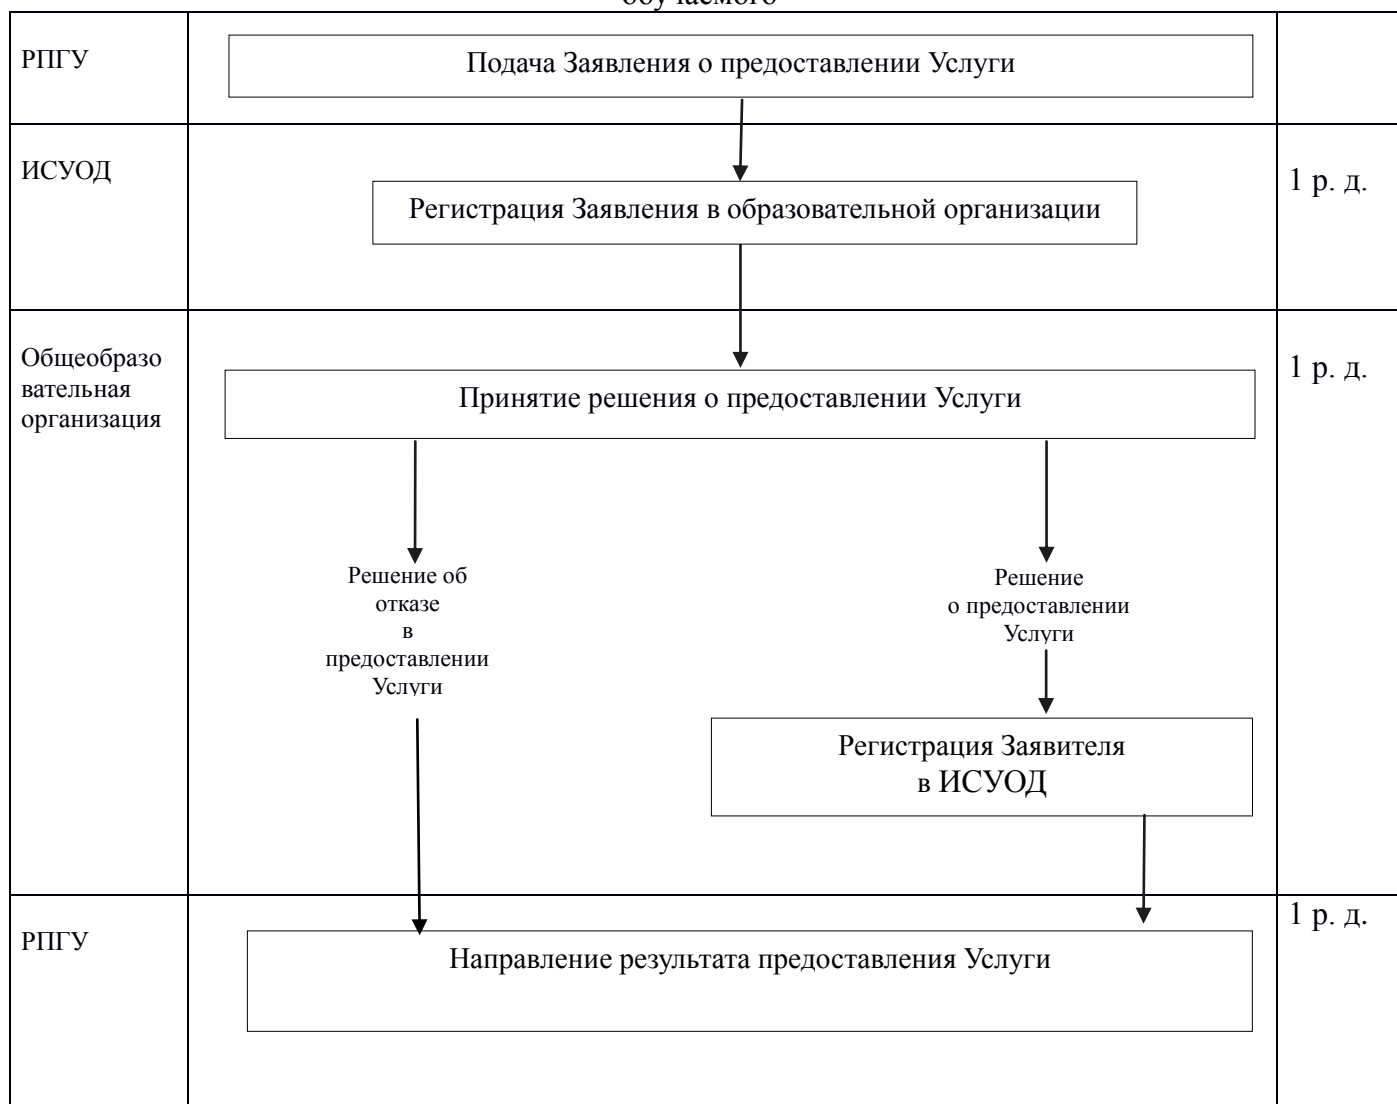 обучаемого
РПГУ
Подача Заявления о предоставлении Услуги
ИСУОД
1 р. д.
Регистрация Заявления в образовательной организации
Общеобразо
вательная
организация
1 р. д.
Принятие решения о предоставлении Услуги
Решение об
отказе
в
предоставлении
Услуги
Решение
о предоставлении
Услуги
Регистрация Заявителя
в ИСУОД
РПГУ
1 р. д.
Направление результата предоставления Услуги